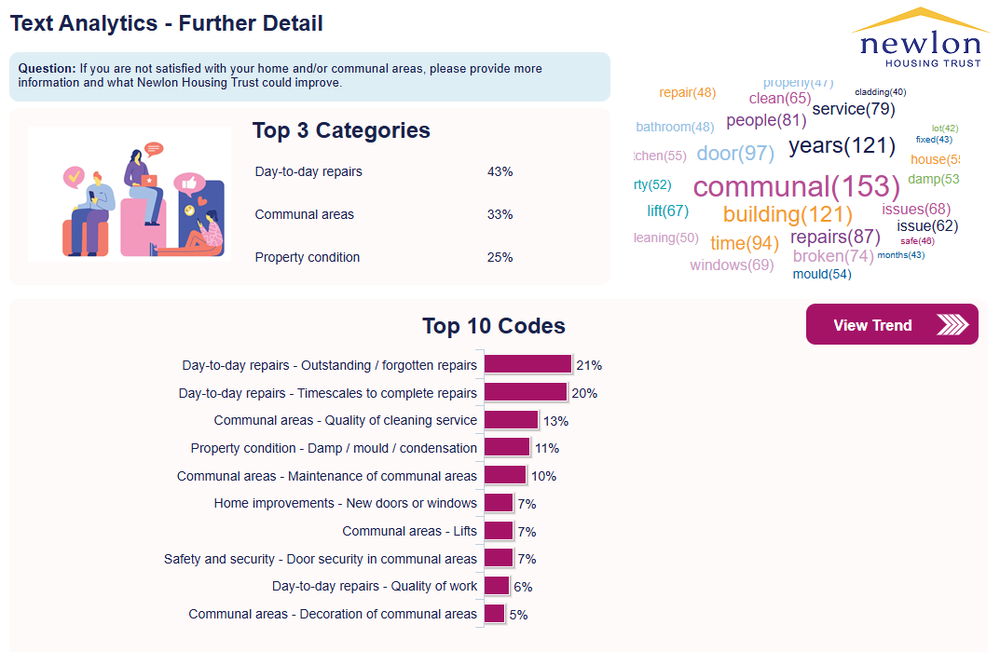 Text Analytics - Further Detail
newlon
HOUSING TRUST
Question: If you are not satisfied with your home and/or communal areas, please provide more
information and what Newlon Housing Trust could improve.
Top 3 Categories
Day-to-day repairs 43%
Communal areas 33%
Property condition 25%
property(47)
repair(48)
clean(65)
cladding(40)
service(79)
bathroom(48)
people(81)
lot(42)
fixed(43)
years(121)
door(97)
tchen(55)
house(55
damp(53
rty(52)
communal(153)
lift(67)
building(121)
issues(68)
issue(62)
leaning(50)
time(94)
repairs(87)
safe(46)
broken(74)
months(43)
windows(69)
mould(54)
Top 10 Codes
View Trend
Day-to-day repairs - Outstanding / forgotten repairs 21%
Day-to-day repairs - Timescales to complete repairs 20%
Communal areas - Quality of cleaning service 13%
Property condition - Damp / mould / condensation 11%
Communal areas - Maintenance of communal areas 10%
Home improvements - New doors or windows 7%
Communal areas - Lifts 7%
Safety and security - Door security in communal areas 7%
Day-to-day repairs - Quality of work 6%
Communal areas - Decoration of communal areas 5%